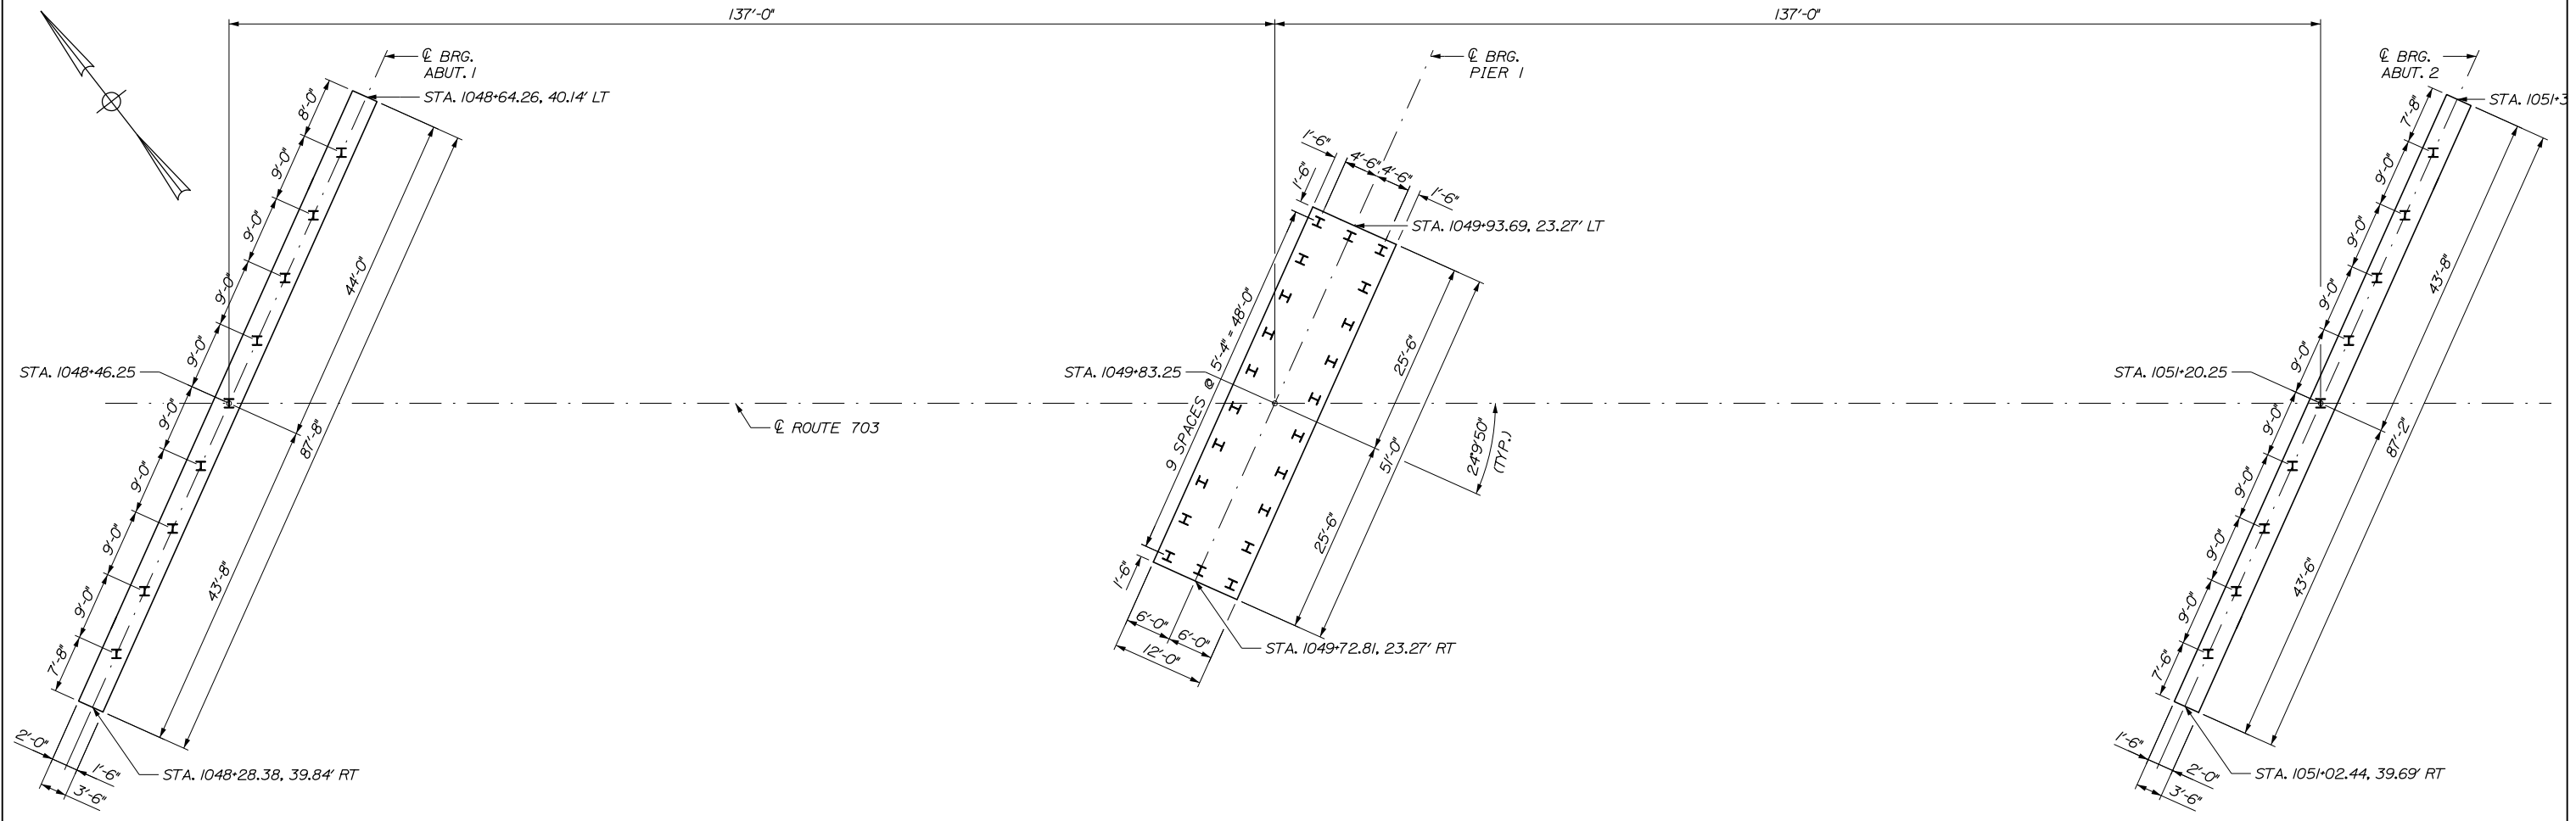 137'-0"
137'-0"
℄ BRG.
ABUT. 1
STA. 1048+64.26, 40.14' LT
8'-0"
9'-0"
9'-0"
9'-0"
9'-0"
9'-0"
9'-0"
9'-0"
9'-0"
7'-8"
44'-0"
87'-8"
43'-8"
STA. 1048+46.25
2'-0"
1'-6"
3'-6"
STA. 1048+28.38, 39.84' RT
℄ ROUTE 703
℄ BRG.
PIER 1
1'-6"
1'-6"
4'-6"
4'-6"
1'-6"
STA. 1049+93.69, 23.27' LT
9 SPACES @ 5'-4" = 48'-0"
STA. 1049+83.25
25'-6"
51'-0"
25'-6"
24°9'50"
(TYP.)
1'-6"
6'-0"
6'-0"
12'-0"
STA. 1049+72.81, 23.27' RT
℄ BRG.
ABUT. 2
STA. 1051+3
7'-8"
9'-0"
9'-0"
9'-0"
9'-0"
9'-0"
9'-0"
9'-0"
9'-0"
7'-6"
43'-8"
87'-2"
43'-6"
STA. 1051+20.25
1'-6"
2'-0"
3'-6"
STA. 1051+02.44, 39.69' RT